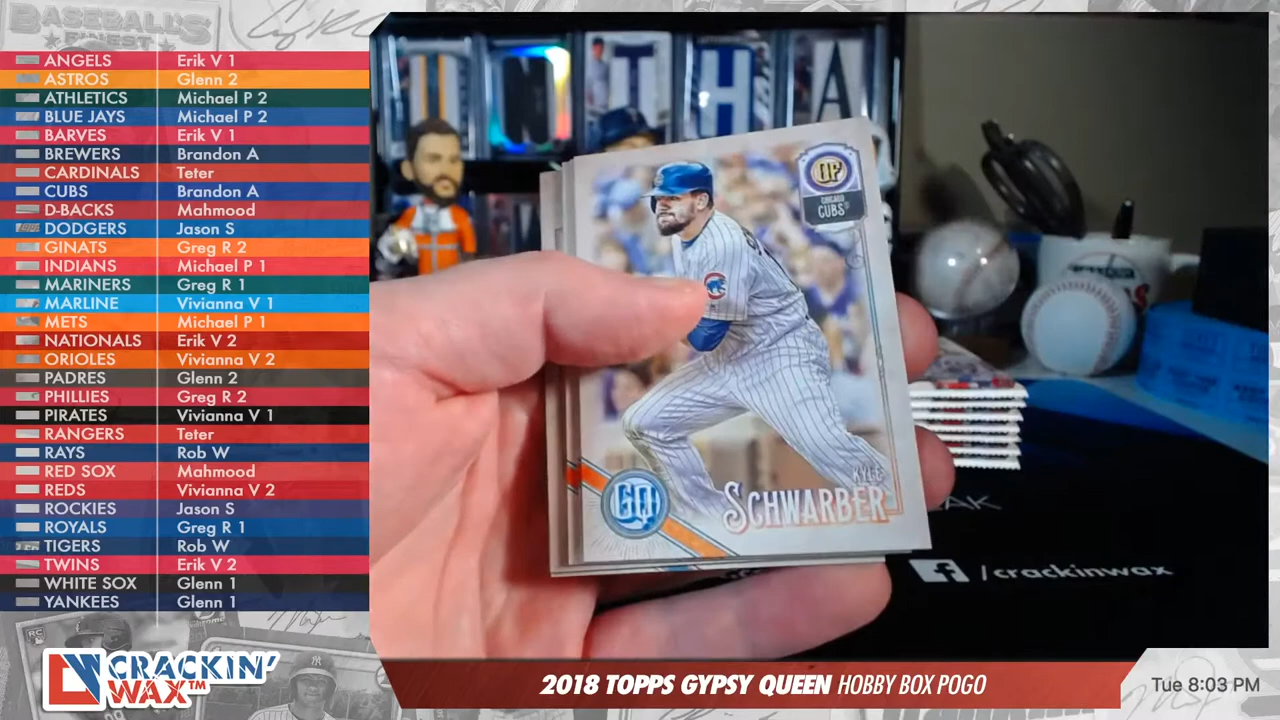 BASEBALL'S
FINEST
ANGELS Erik V 1
ASTROS Glenn 2
ATHLETICS Michael P 2
BLUE JAYS Michael P 2
BARVES Erik V 1
BREWERS Brandon A
CARDINALS Teter
CUBS Brandon A
D-BACKS Mahmood
DODGERS Jason S
GINATS Greg R 2
INDIANS Michael P 1
MARINERS Greg R 1
MARLINE Vivianna V 1
METS Michael P 1
NATIONALS Erik V 2
ORIOLES Vivianna V 2
PADRES Glenn 2
PHILLIES Greg R 2
PIRATES Vivianna V 1
RANGERS Teter
RAYS Rob W
RED SOX Mahmood
REDS Vivianna V 2
ROCKIES Jason S
ROYALS Greg R 1
TIGERS Rob W
TWINS Erik V 2
WHITE SOX Glenn 1
YANKEES Glenn 1
RC
CRACKIN'
WAX™
THA
OF
CHICAGO
CUBS
KYLE
SCHWARBER
GQ
AK
f /crackinwax
2018 TOPPS GYPSY QUEEN HOBBY BOX POGO
Tue 8:03 PM